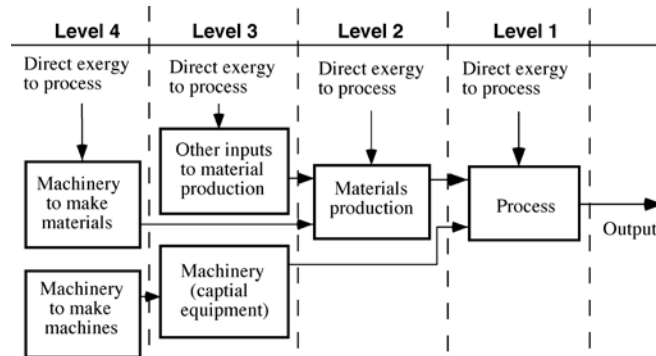 Level 4
Level 3
Level 2
Level 1
Direct exergy
to process
Direct exergy
to process
Direct exergy
to process
Direct exergy
to process
Machinery
to make
materials
Other inputs
to material
production
Materials
production
Process
Output
Machinery
to make
machines
Machinery
(captial
equipment)